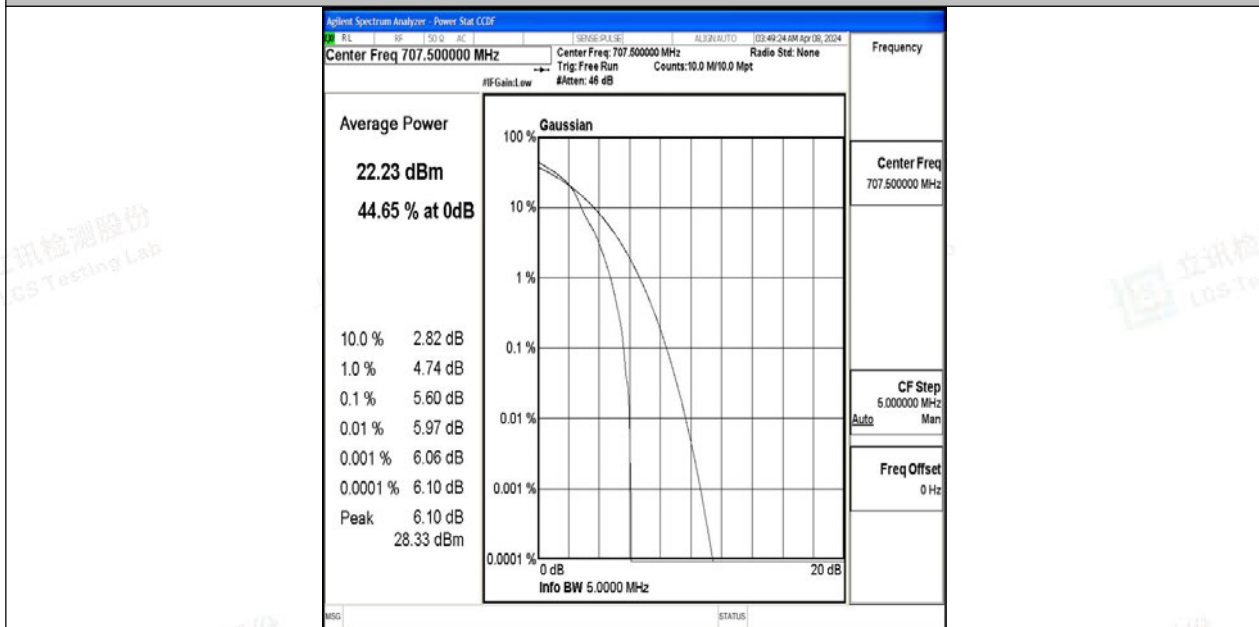 Agilent Spectrum Analyzer - Power Stat CCDF
RL RF 50 Ω AC SENSE:PULSE ALIGN AUTO 03:49:24 AM Apr 08, 2024
Center Freq 707.500000 MHz
Center Freq: 707.500000 MHz Radio Std: None
Trig: Free Run Counts:10.0 M/10.0 Mpt
#IFGain:Low #Atten: 46 dB
Frequency
Average Power
22.23 dBm
44.65 % at 0dB
10.0 % 2.82 dB
1.0 % 4.74 dB
0.1 % 5.60 dB
0.01 % 5.97 dB
0.001 % 6.06 dB
0.0001 % 6.10 dB
Peak 6.10 dB
28.33 dBm
Gaussian
100 %
10 %
1 %
0.1 %
0.01 %
0.001 %
0.0001 %
0 dB 20 dB
Info BW 5.0000 MHz
Center Freq
707.500000 MHz
CF Step
5.000000 MHz
Auto Man
Freq Offset
0 Hz
MSG STATUS
讯检测股份
LCS Testing Lab
立讯检
LCS Te